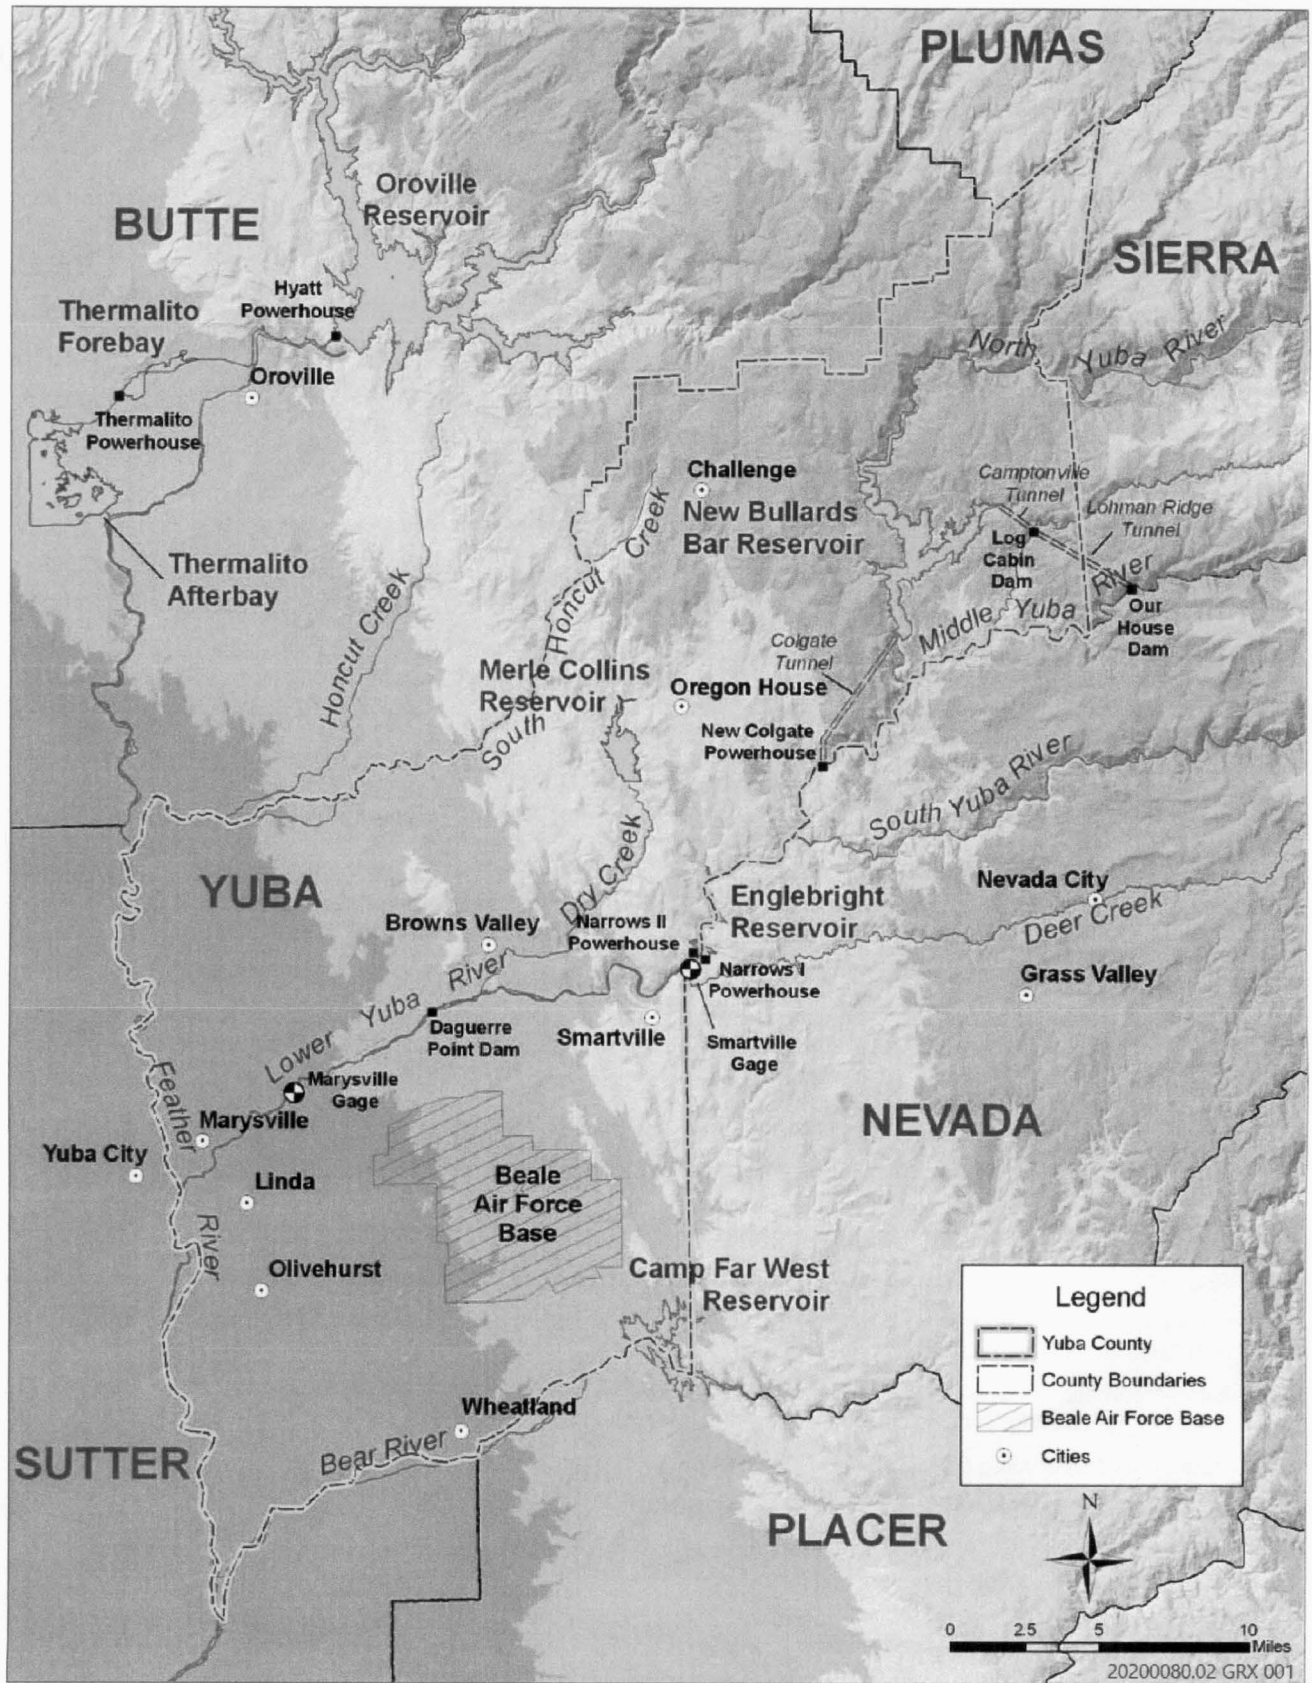 PLUMAS
Oroville
Reservoir
BUTTE
SIERRA
Hyatt
Powerhouse
Thermalito
Forebay
North Yuba River
Oroville
Thermalito
Powerhouse
Challenge
Camptonville
Tunnel
New Bullards
Bar Reservoir
Lohman Ridge
Tunnel
Log
Cabin
Dam
Thermalito
Afterbay
Honcut Creek
South Honcut Creek
Middle Yuba River
Our
House
Dam
Colgate
Tunnel
Merle Collins
Reservoir
Oregon House
New Colgate
Powerhouse
South Yuba River
Dry Creek
YUBA
Nevada City
Deer Creek
Englebright
Reservoir
Browns Valley
Narrows II
Powerhouse
Narrows I
Powerhouse
Grass Valley
Lower Yuba River
Daguerre
Point Dam
Smartville
Smartville
Gage
Marysville
Gage
Feather River
Marysville
Yuba City
NEVADA
Linda
Beale
Air Force
Base
Olivehurst
Camp Far West
Reservoir
Legend
Yuba County
County Boundaries
Beale Air Force Base
Cities
Wheatland
Bear River
SUTTER
PLACER
N
0 2.5 5 10
Miles
20200080.02 GRX 001